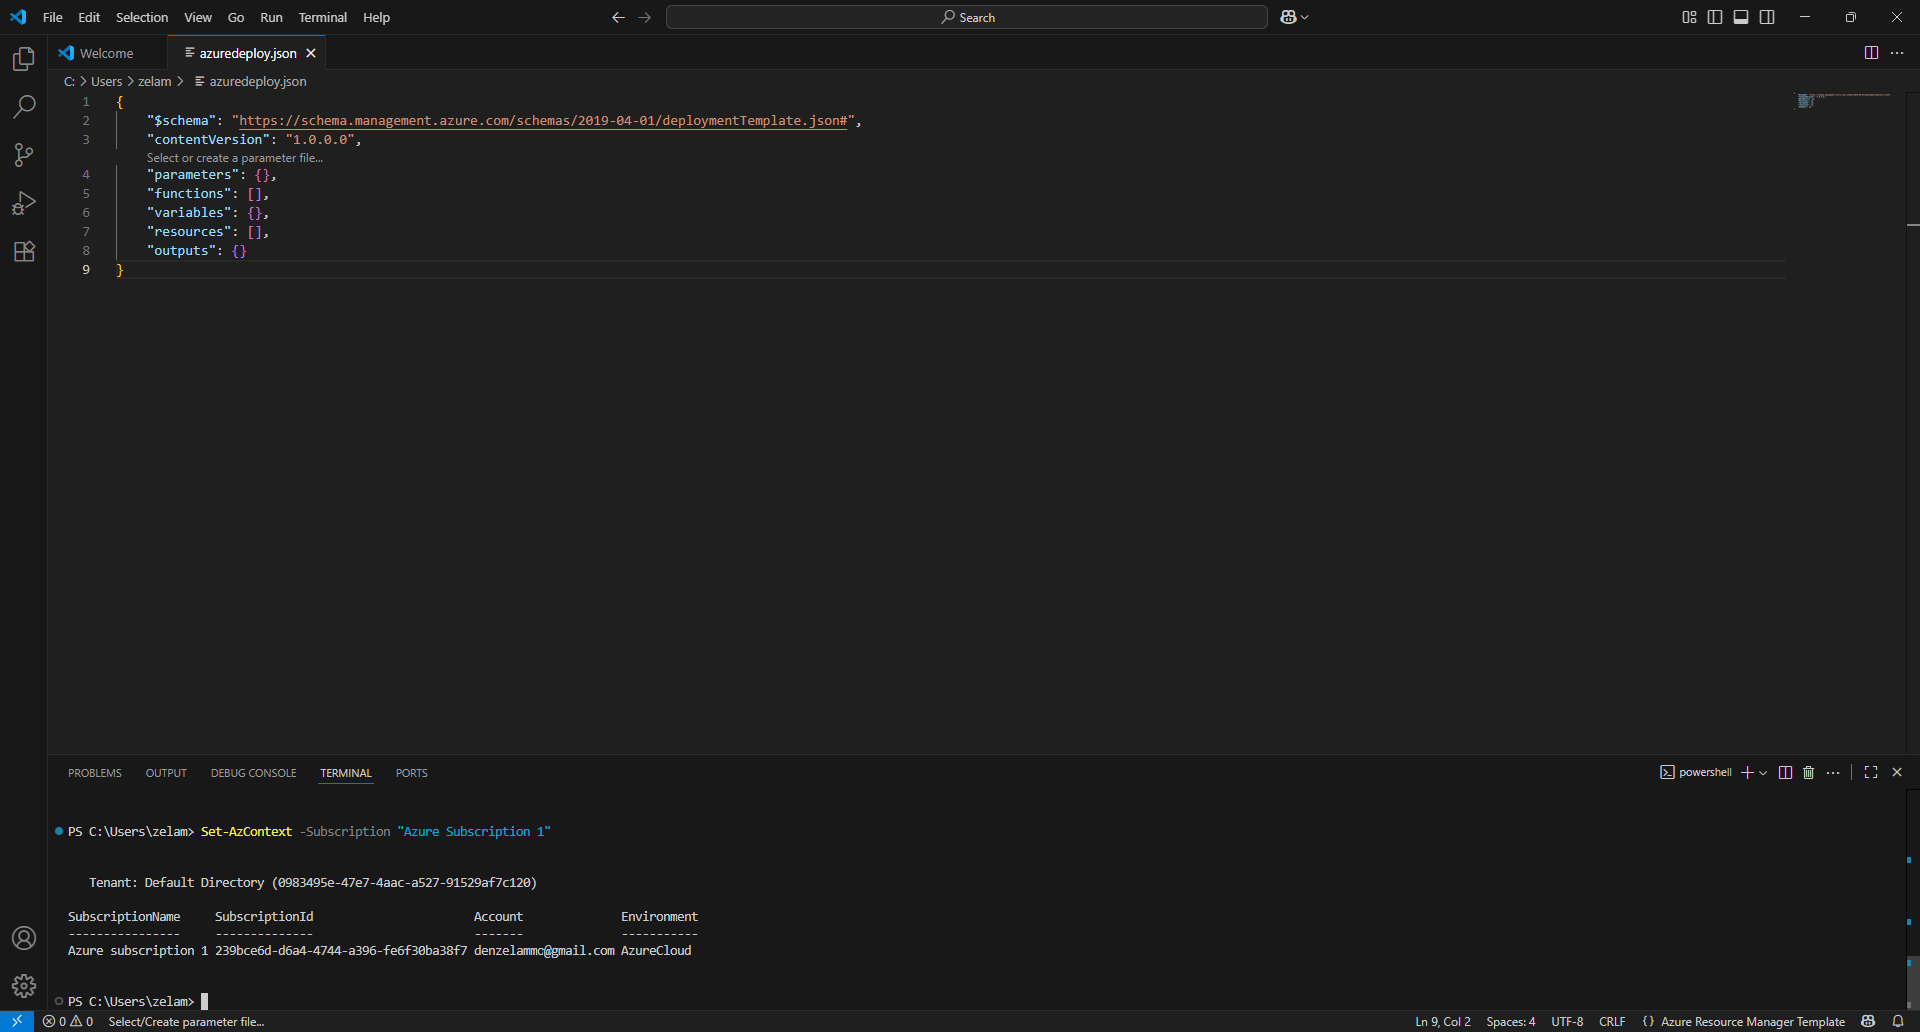 File Edit Selection View Go Run Terminal Help
Search
Welcome
azuredeploy.json
C: > Users > zelam > azuredeploy.json
1 {
2 "$schema": "https://schema.management.azure.com/schemas/2019-04-01/deploymentTemplate.json#",
3 "contentVersion": "1.0.0.0",
Select or create a parameter file...
4 "parameters": {},
5 "functions": [],
6 "variables": {},
7 "resources": [],
8 "outputs": {}
9 }
PROBLEMS OUTPUT DEBUG CONSOLE TERMINAL PORTS
powershell
PS C:\Users\zelam> Set-AzContext -Subscription "Azure Subscription 1"
Tenant: Default Directory (0983495e-47e7-4aac-a527-91529af7c120)
SubscriptionName SubscriptionId Account Environment
---------------- -------------- ------- -----------
Azure subscription 1 239bce6d-d6a4-4744-a396-fe6f30ba38f7 denzelammq@gmail.com AzureCloud
PS C:\Users\zelam>
0 0 Select/Create parameter file...
Ln 9, Col 2 Spaces: 4 UTF-8 CRLF {} Azure Resource Manager Template